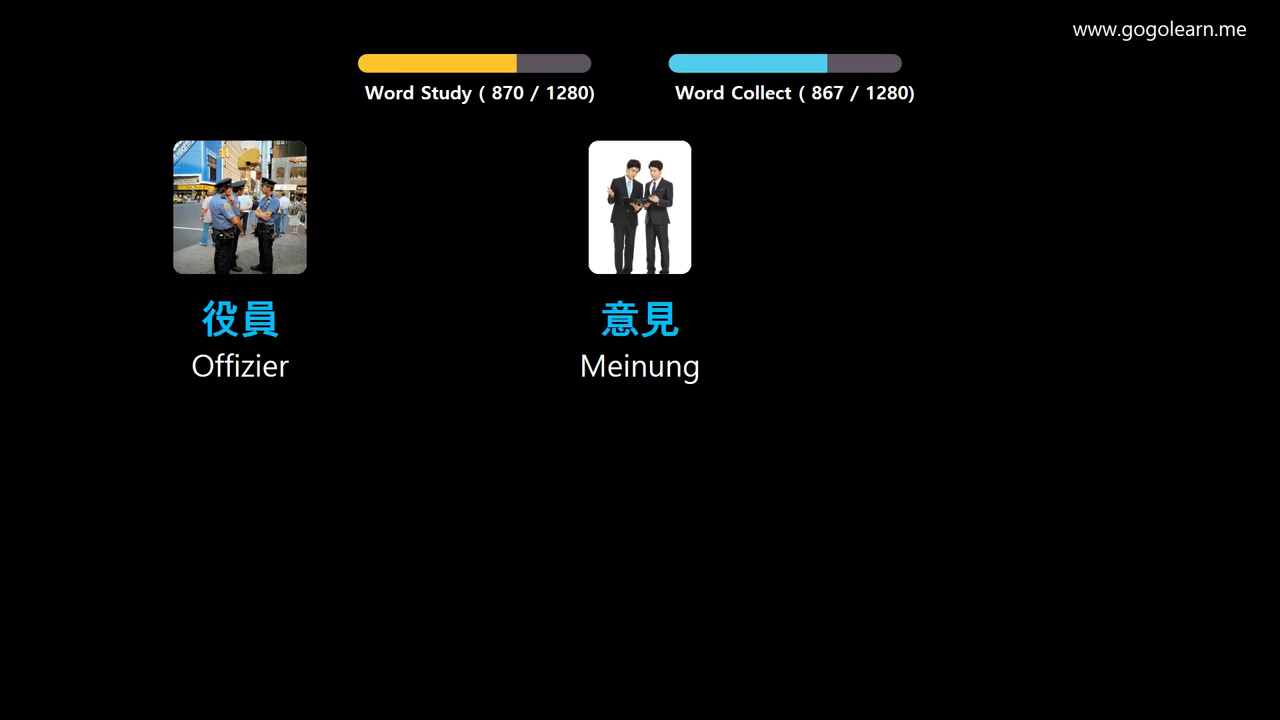 www.gogolearn.me
Word Study ( 870 / 1280)
Word Collect ( 867 / 1280)
役員
Offizier
意見
Meinung